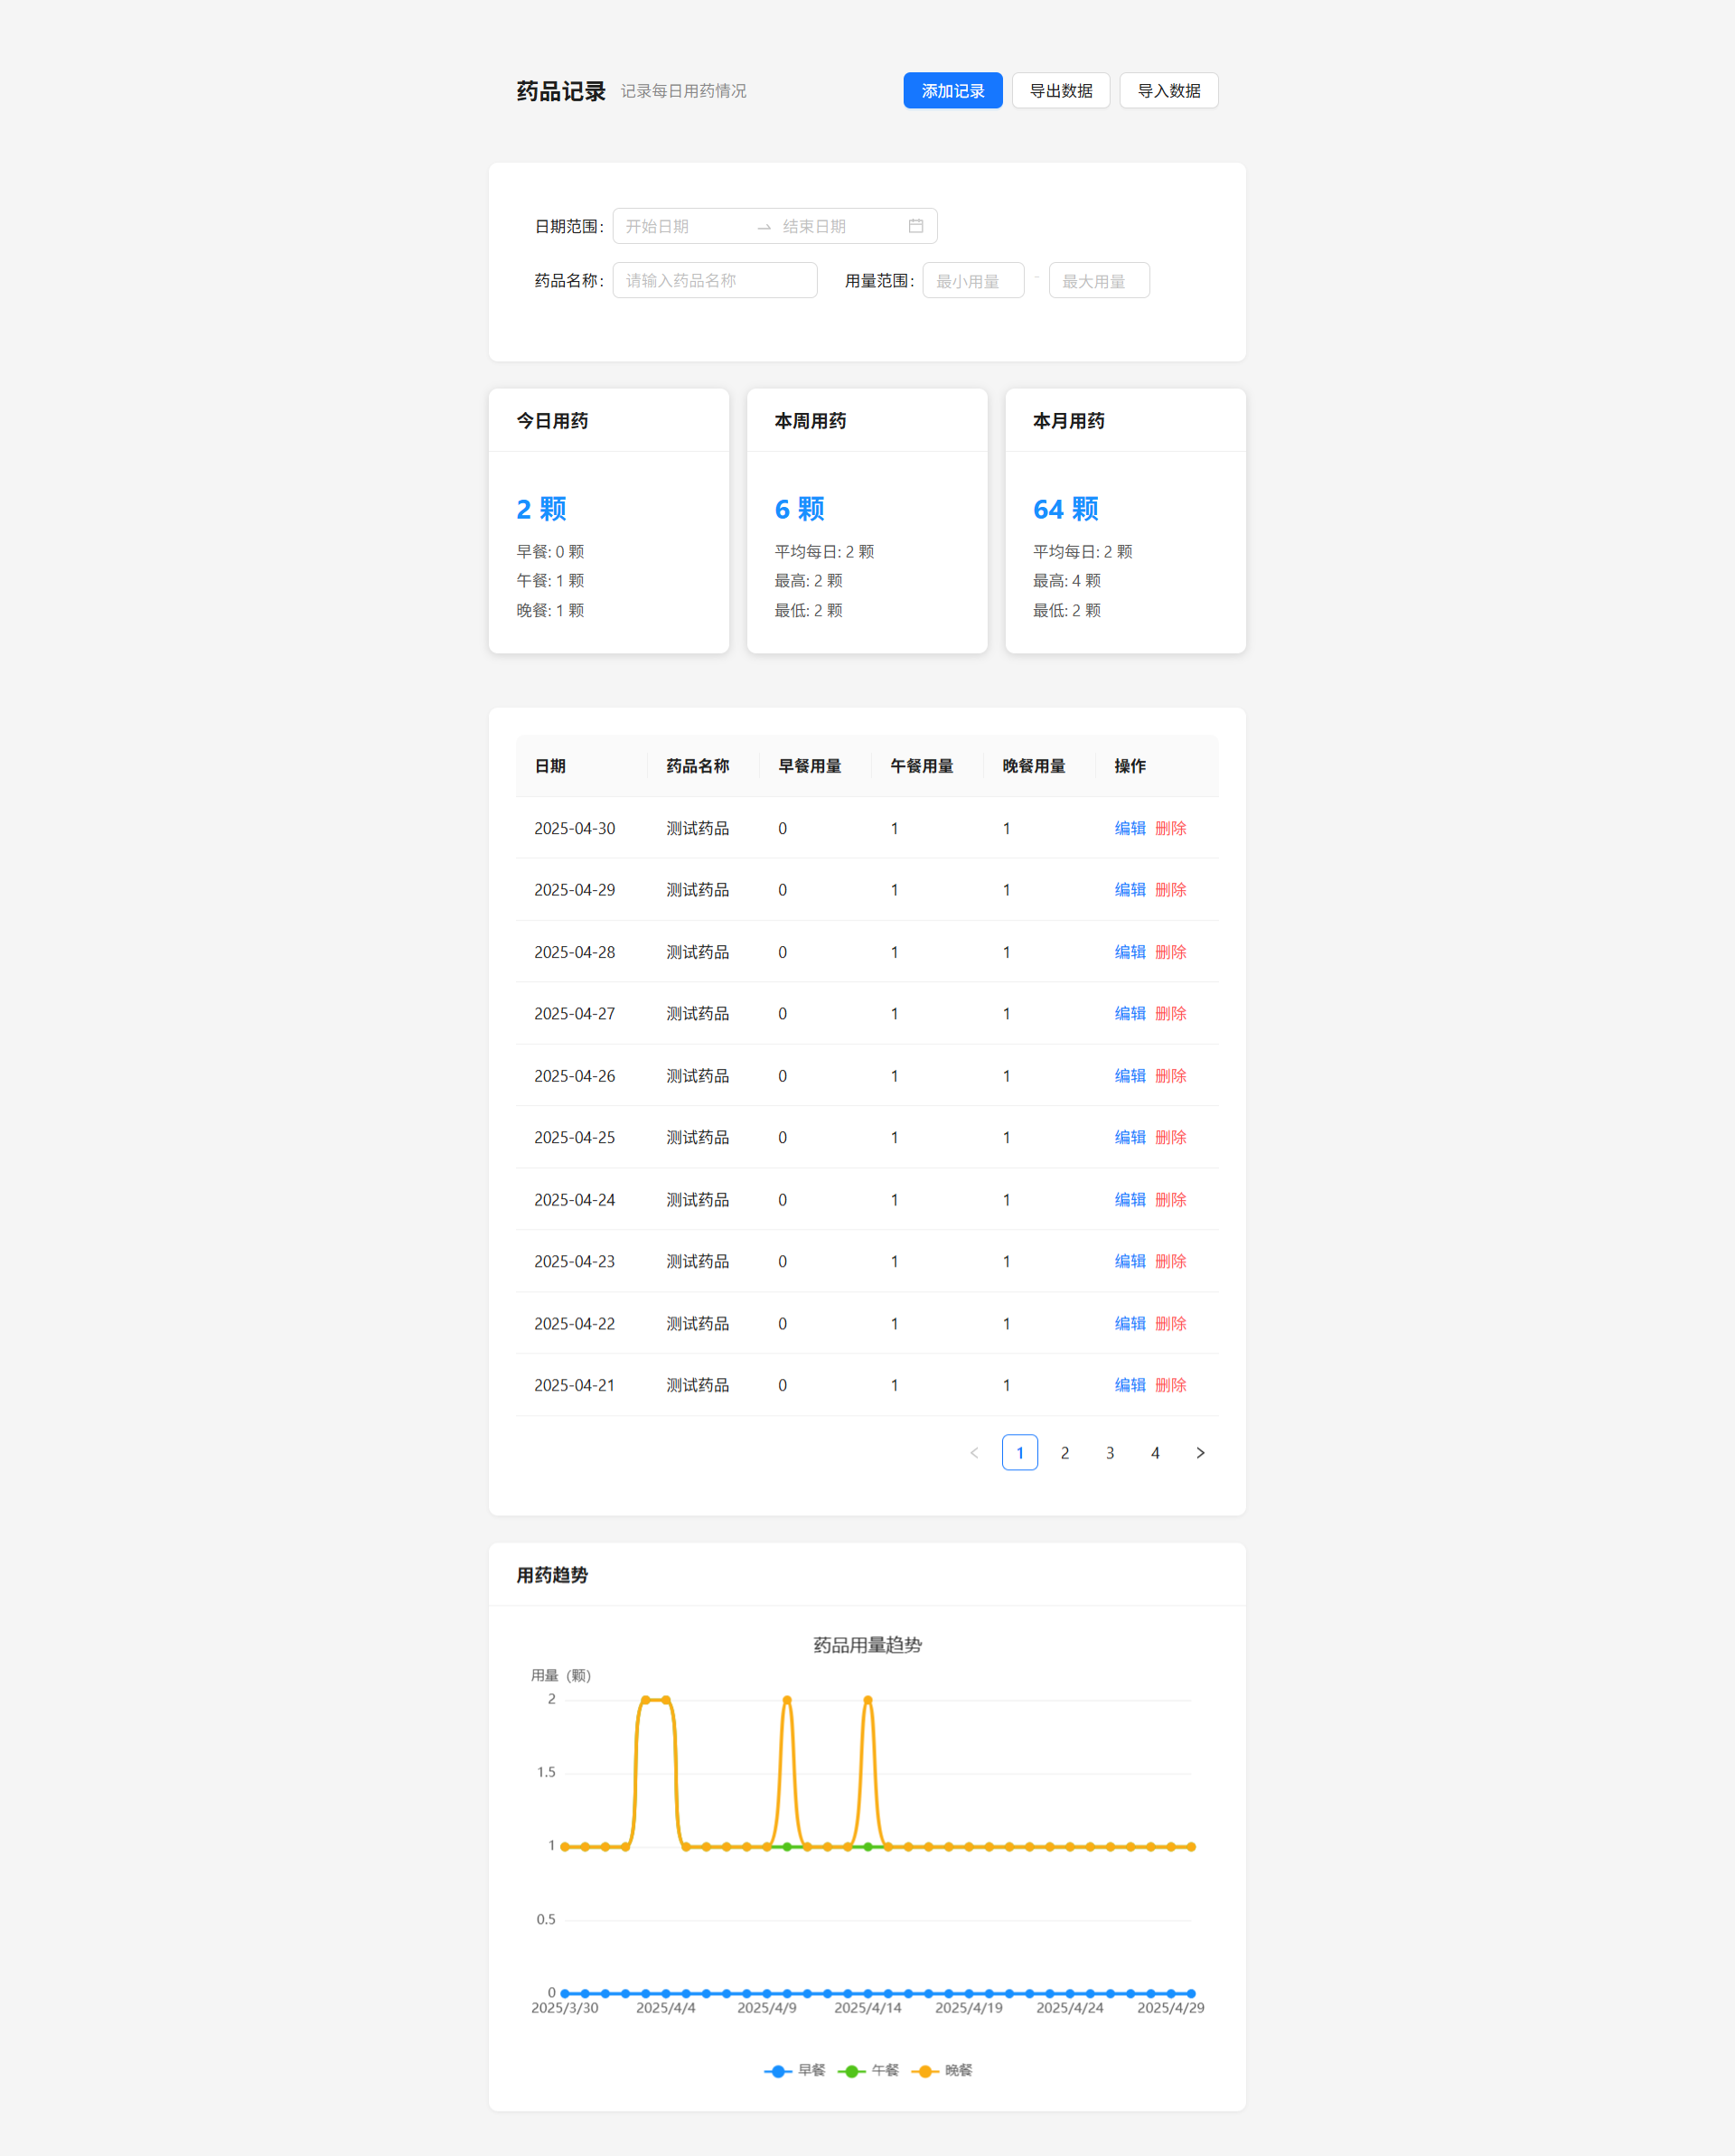 药品记录 记录每日用药情况 添加记录 导出数据 导入数据
日期范围: 开始日期 结束日期
药品名称: 请输入药品名称 用量范围: 最小用量 - 最大用量
今日用药 本周用药 本月用药
2 颗 6 颗 64 颗
早餐: 0 颗 平均每日: 2 颗 平均每日: 2 颗
午餐: 1 颗 最高: 2 颗 最高: 4 颗
晚餐: 1 颗 最低: 2 颗 最低: 2 颗
日期 药品名称 早餐用量 午餐用量 晚餐用量 操作
2025-04-30 测试药品 0 1 1 编辑 删除
2025-04-29 测试药品 0 1 1 编辑 删除
2025-04-28 测试药品 0 1 1 编辑 删除
2025-04-27 测试药品 0 1 1 编辑 删除
2025-04-26 测试药品 0 1 1 编辑 删除
2025-04-25 测试药品 0 1 1 编辑 删除
2025-04-24 测试药品 0 1 1 编辑 删除
2025-04-23 测试药品 0 1 1 编辑 删除
2025-04-22 测试药品 0 1 1 编辑 删除
2025-04-21 测试药品 0 1 1 编辑 删除
1 2 3 4
用药趋势
药品用量趋势
用量（颗）
2
1.5
1
0.5
0
2025/3/30 2025/4/4 2025/4/9 2025/4/14 2025/4/19 2025/4/24 2025/4/29
早餐 午餐 晚餐